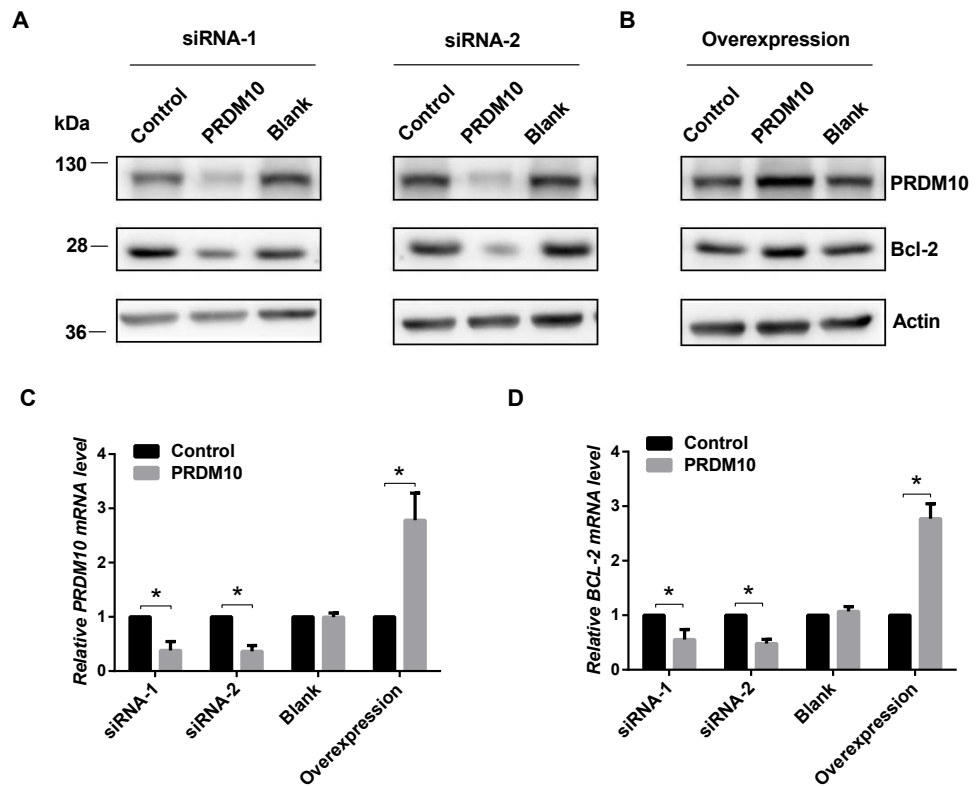 A
B
siRNA-1
siRNA-2
Overexpression
Control
PRDM10
Blank
Control
PRDM10
Blank
Control
PRDM10
Blank
kDa
130
PRDM10
28
Bcl-2
36
Actin
C
D
Control
PRDM10
Relative PRDM10 mRNA level
4
3
2
1
0
*
*
*
siRNA-1
siRNA-2
Blank
Overexpression
Control
PRDM10
Relative BCL-2 mRNA level
4
3
2
1
0
*
*
*
siRNA-1
siRNA-2
Blank
Overexpression